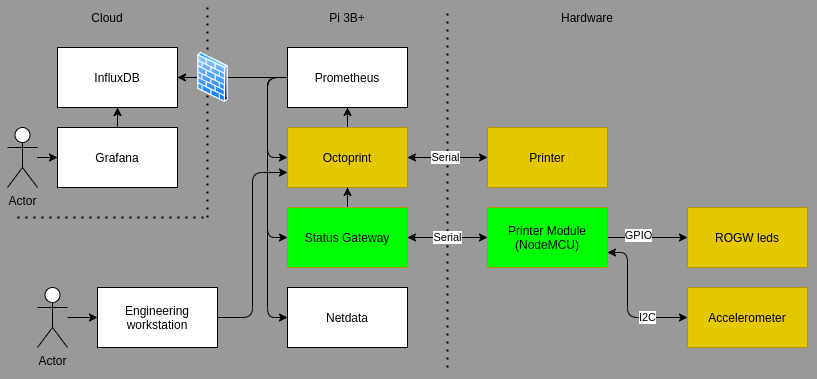 Cloud
Pi 3B+
Hardware
InfluxDB
Prometheus
Grafana
Octoprint
Serial
Printer
Actor
Status Gateway
Serial
Printer Module
(NodeMCU)
GPIO
ROGW leds
Engineering
workstation
Netdata
I2C
Accelerometer
Actor